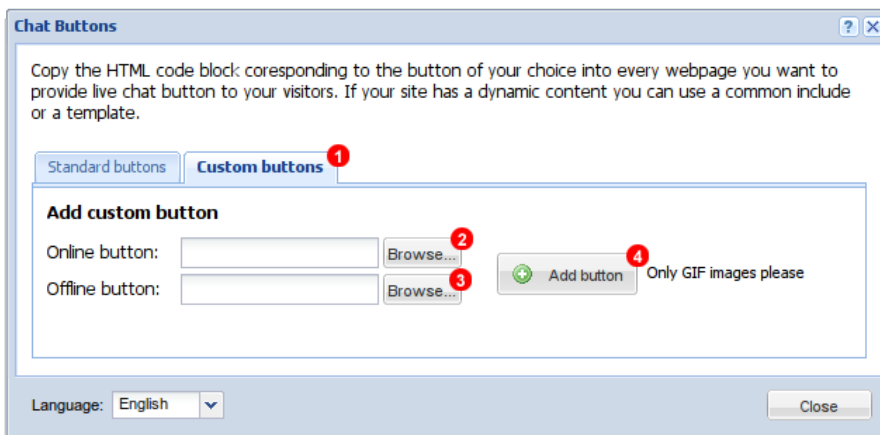 Chat Buttons
Copy the HTML code block coresponding to the button of your choice into every webpage you want to
provide live chat button to your visitors. If your site has a dynamic content you can use a common include
or a template.
Standard buttons Custom buttons 1
Add custom button
Online button: Browse... 2
Offline button: Browse... 3
Add button 4 Only GIF images please
Language: English Close